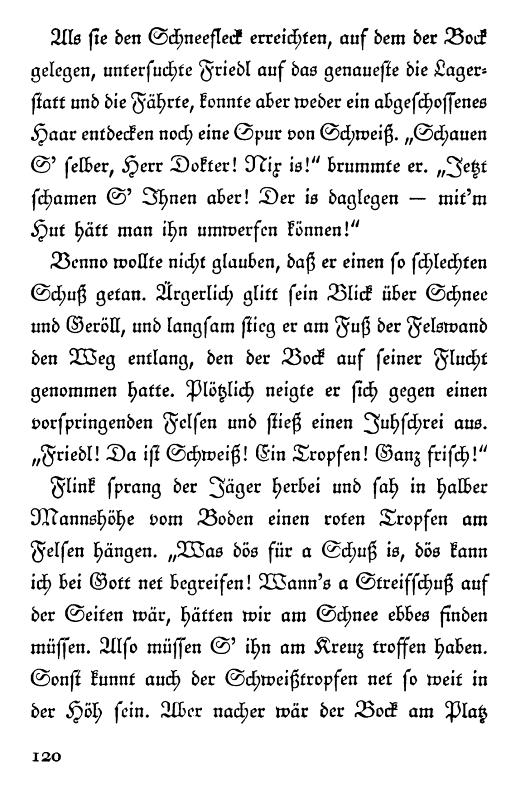 Als sie den Schneefleck erreichten, auf dem der Bock
gelegen, untersuchte Friedl auf das genaueste die Lager-
statt und die Fährte, konnte aber weder ein abgeschossenes
Haar entdecken noch eine Spur von Schweiß. „Schauen
S' selber, Herr Dokter! Nix is!“ brummte er. „Jetzt
schamen S' Ihnen aber! Der is daglegen — mit'm
Hut hätt man ihn umwerfen können!“
Benno wollte nicht glauben, daß er einen so schlechten
Schuß getan. Ärgerlich glitt sein Blick über Schnee
und Geröll, und langsam stieg er am Fuß der Felswand
den Weg entlang, den der Bock auf seiner Flucht
genommen hatte. Plötzlich neigte er sich gegen einen
vorspringenden Felsen und stieß einen Juhschrei aus.
„Friedl! Da ist Schweiß! Ein Tropfen! Ganz frisch!“
Flink sprang der Jäger herbei und sah in halber
Mannshöhe vom Boden einen roten Tropfen am
Felsen hängen. „Was dös für a Schuß is, dös kann
ich bei Gott net begreifen! Wann's a Streifschuß auf
der Seiten wär, hätten wir am Schnee ebbes finden
müssen. Also müssen S' ihn am Kreuz troffen haben.
Sonst kunnt auch der Schweißtropfen net so weit in
der Höh sein. Aber nacher wär der Bock am Platz
120